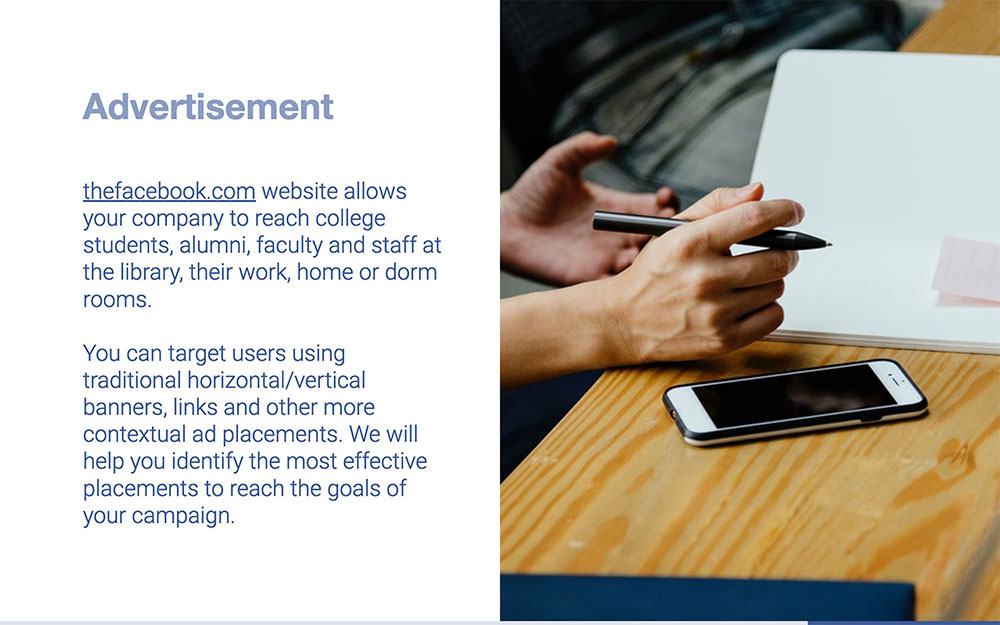 Advertisement
thefacebook.com website allows
your company to reach college
students, alumni, faculty and staff at
the library, their work, home or dorm
rooms.
You can target users using
traditional horizontal/vertical
banners, links and other more
contextual ad placements. We will
help you identify the most effective
placements to reach the goals of
your campaign.